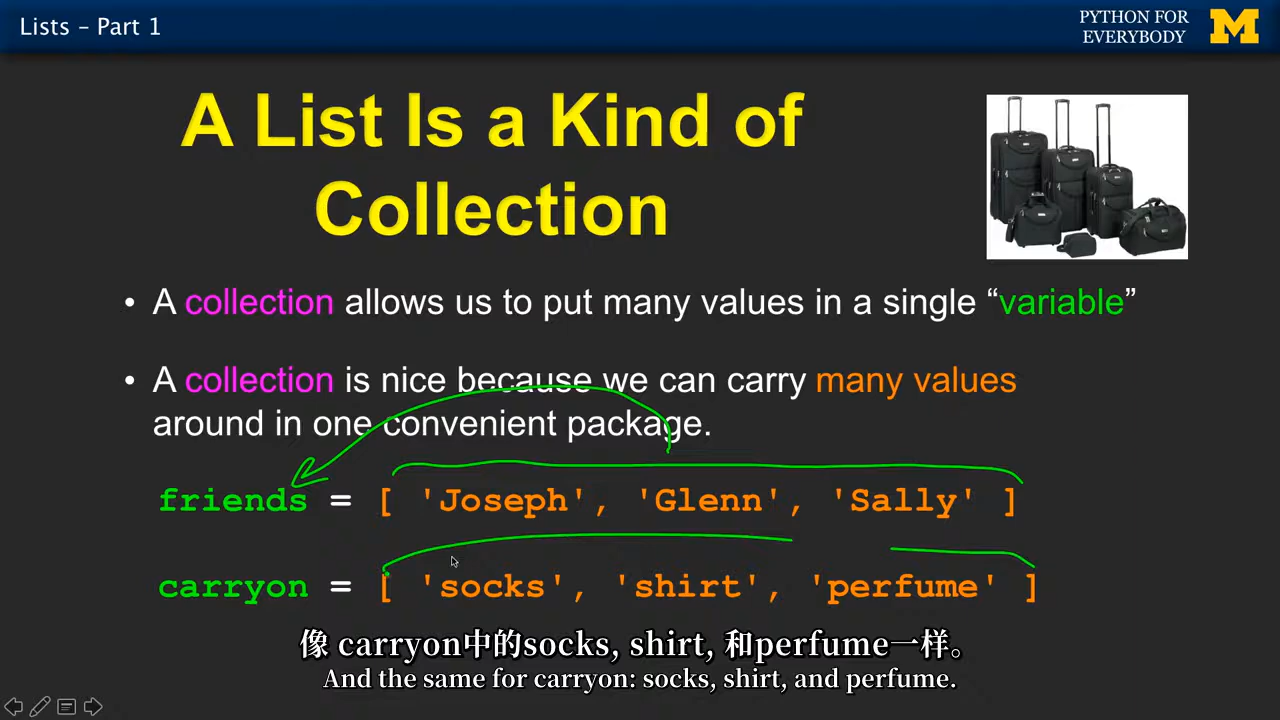 Lists – Part 1
PYTHON FOR
EVERYBODY
M
A List Is a Kind of
Collection
• A collection allows us to put many values in a single “variable”
• A collection is nice because we can carry many values
around in one convenient package.
friends = [ 'Joseph', 'Glenn', 'Sally' ]
carryon = [ 'socks', 'shirt', 'perfume' ]
像 carryon中的socks, shirt, 和perfume一样。
And the same for carryon: socks, shirt, and perfume.